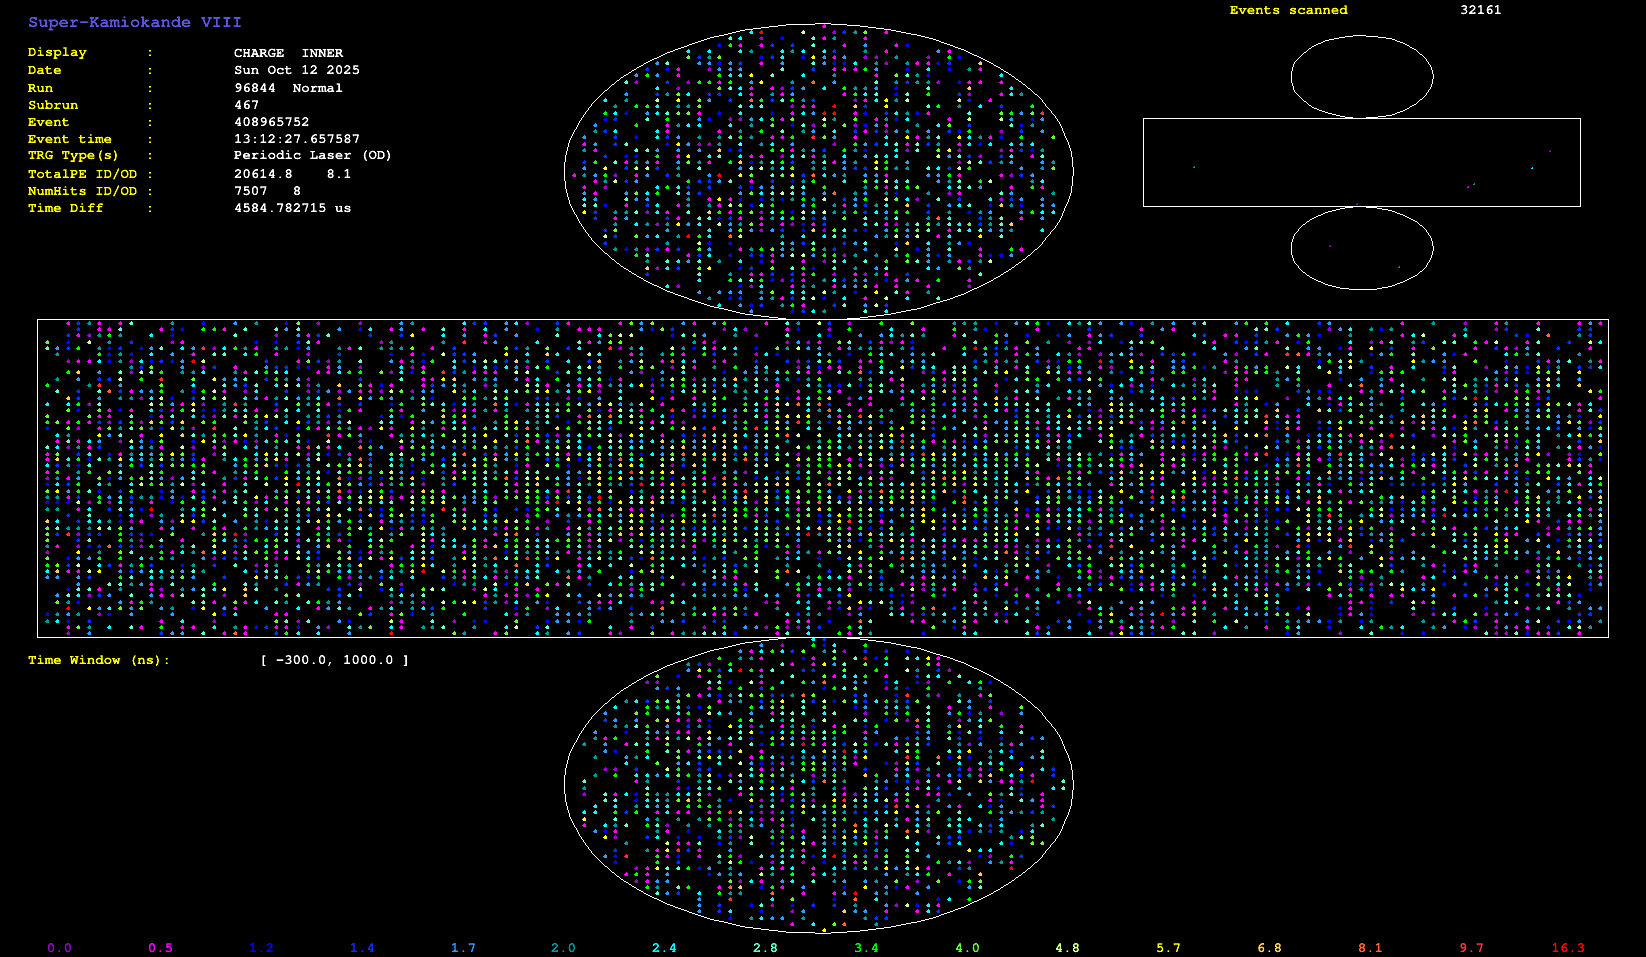 Super-Kamiokande VIII
Events scanned 32161
Display : CHARGE INNER
Date : Sun Oct 12 2025
Run : 96844 Normal
Subrun : 467
Event : 408965752
Event time : 13:12:27.657587
TRG Type(s) : Periodic Laser (OD)
TotalPE ID/OD : 20614.8 8.1
NumHits ID/OD : 7507 8
Time Diff : 4584.782715 us
Time Window (ns): [ -300.0, 1000.0 ]
0.0 0.5 1.2 1.4 1.7 2.0 2.4 2.8 3.4 4.0 4.8 5.7 6.8 8.1 9.7 16.3